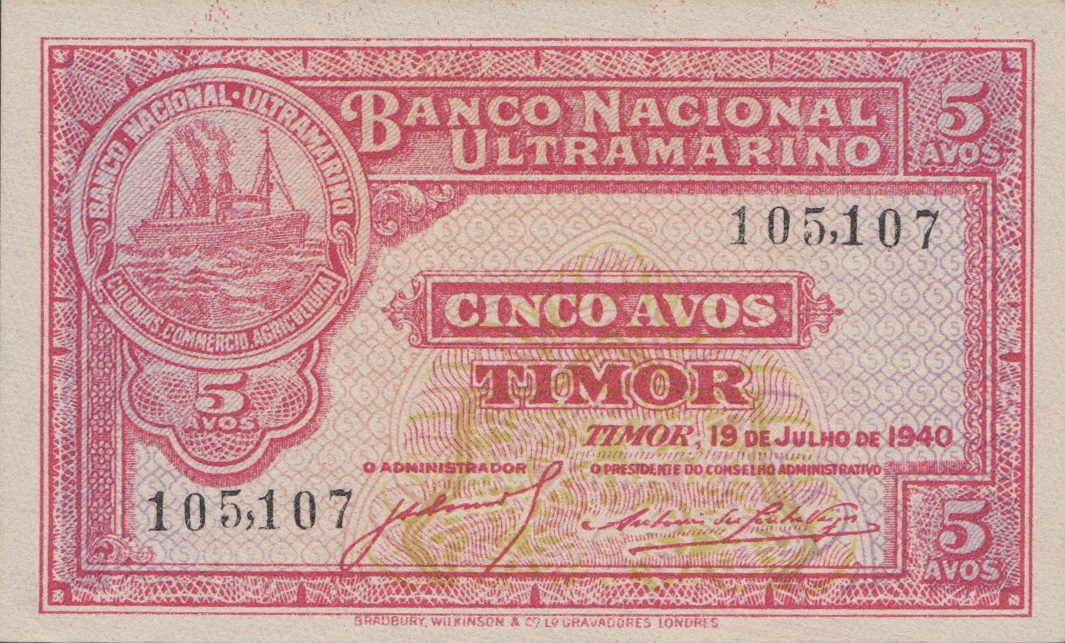 BANCO NACIONAL
ULTRAMARINO
5
AVOS
BANCO NACIONAL·ULTRAMARINO
COLONIAS, COMMERCIO, AGRICULTURA
105,107
CINCO AVOS
TIMOR
5
AVOS
TIMOR, 19 DE JULHO DE 1940
O ADMINISTRADOR
O PRESIDENTE DO CONSELHO ADMINISTRATIVO
105,107
5
AVOS
BRADBURY, WILKINSON & Cº Lº GRAVADORES LONDRES